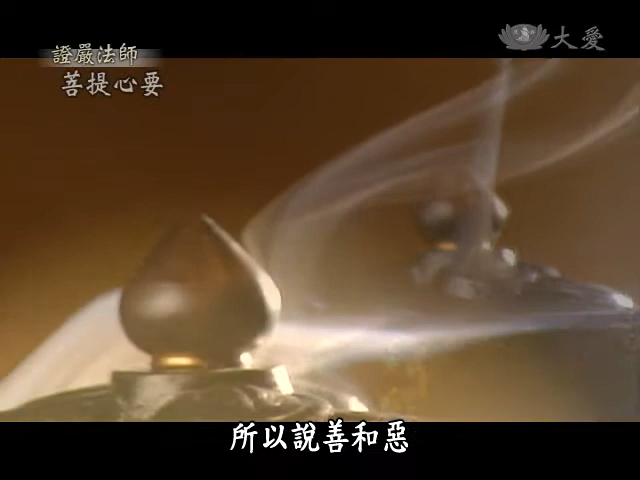 大愛
證嚴法師
菩提心要
所以說善和惡